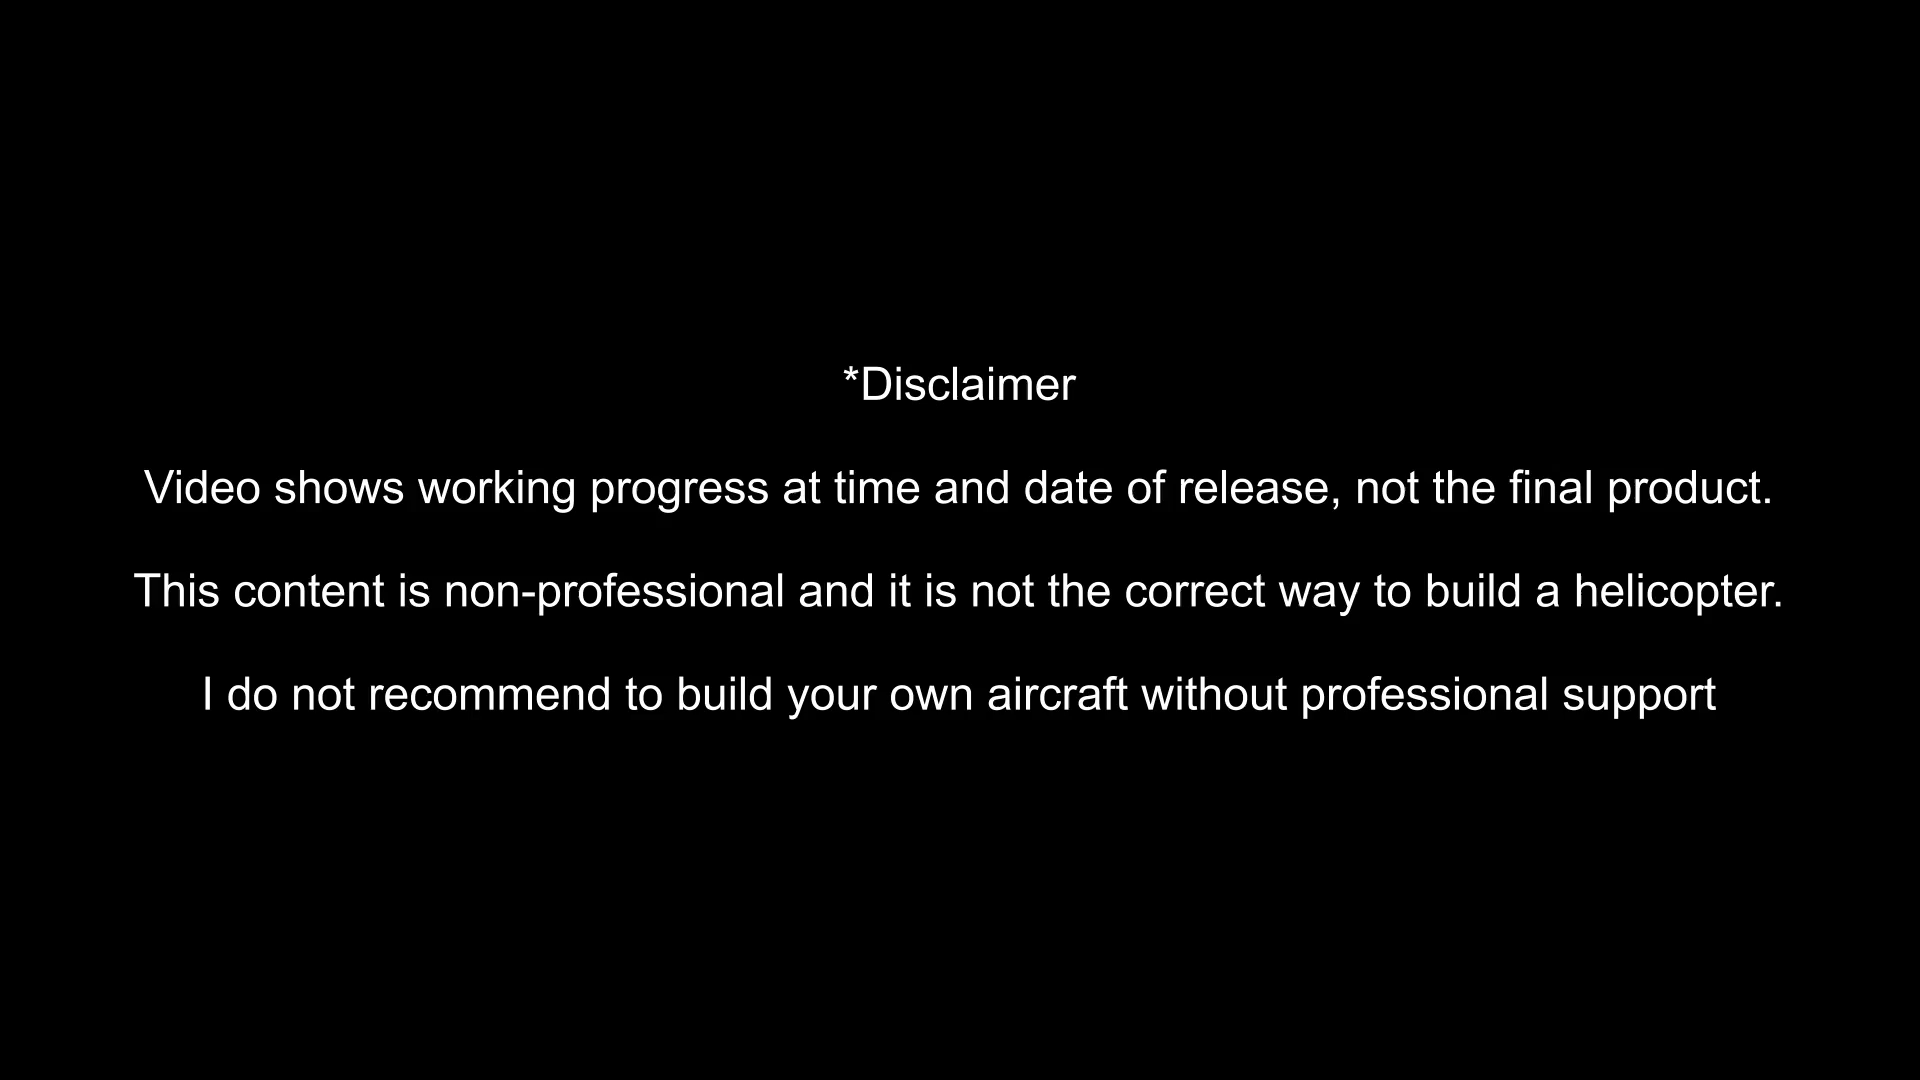 *Disclaimer
Video shows working progress at time and date of release, not the final product.
This content is non-professional and it is not the correct way to build a helicopter.
I do not recommend to build your own aircraft without professional support